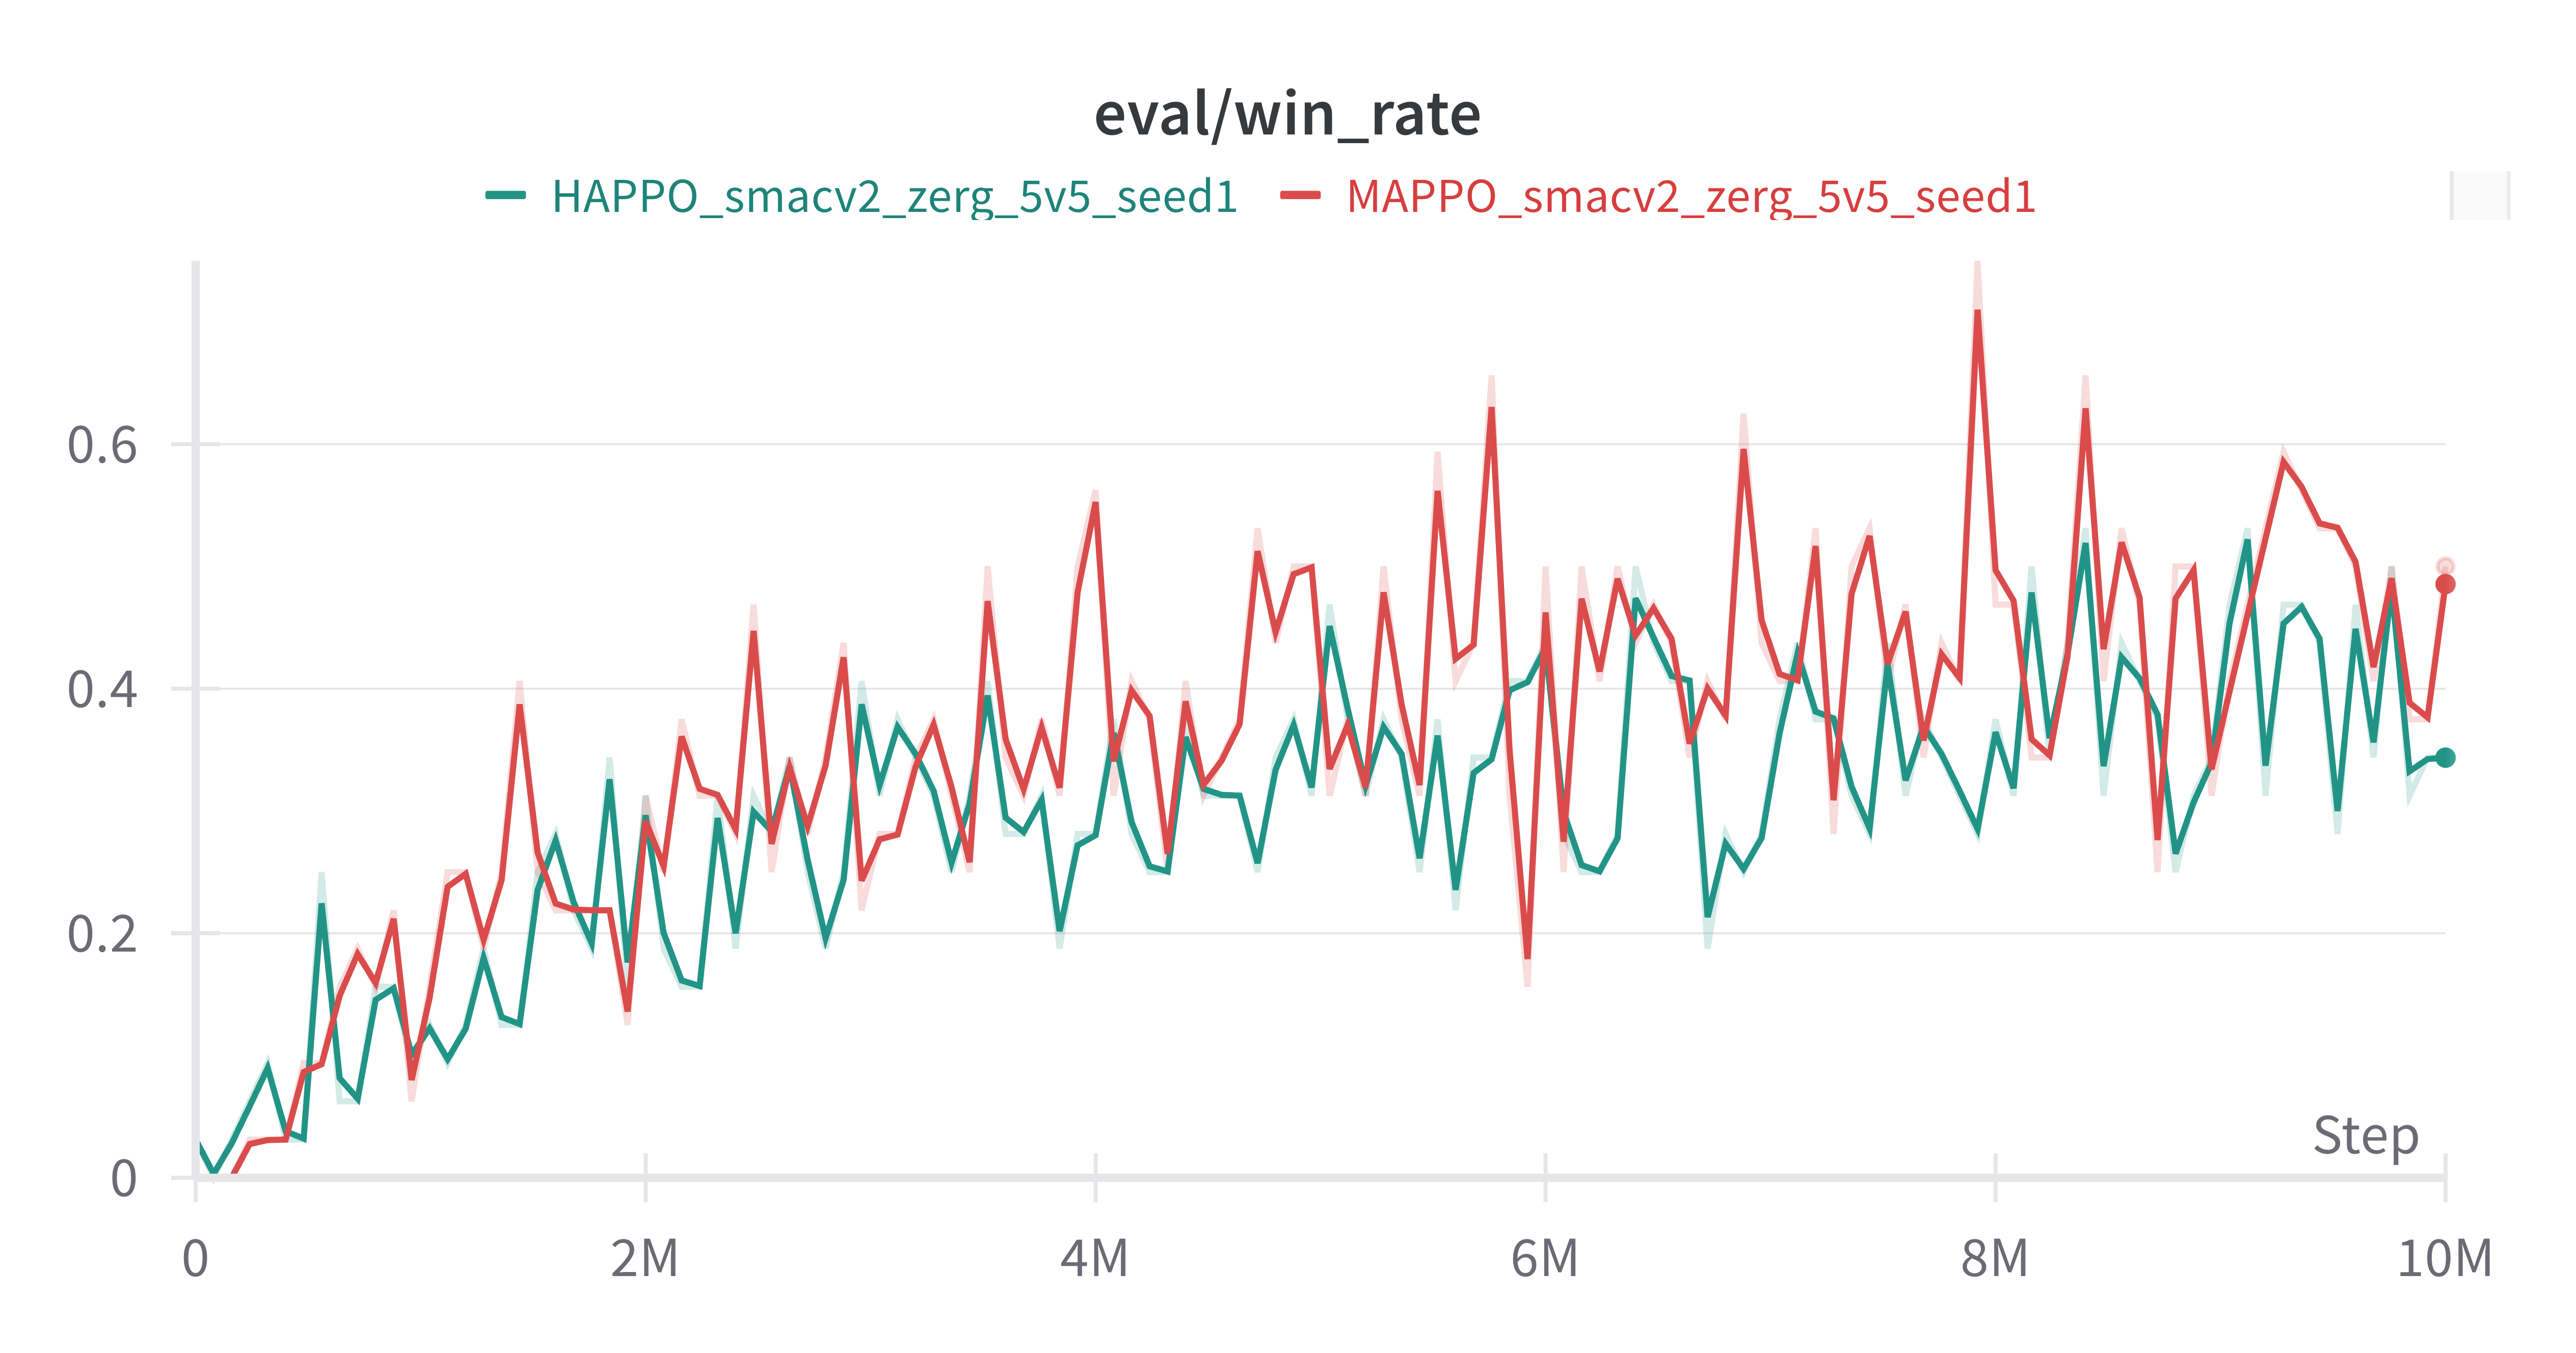 eval/win_rate
HAPPO_smacv2_zerg_5v5_seed1 MAPPO_smacv2_zerg_5v5_seed1
0.6
0.4
0.2
0
Step
0 2M 4M 6M 8M 10M